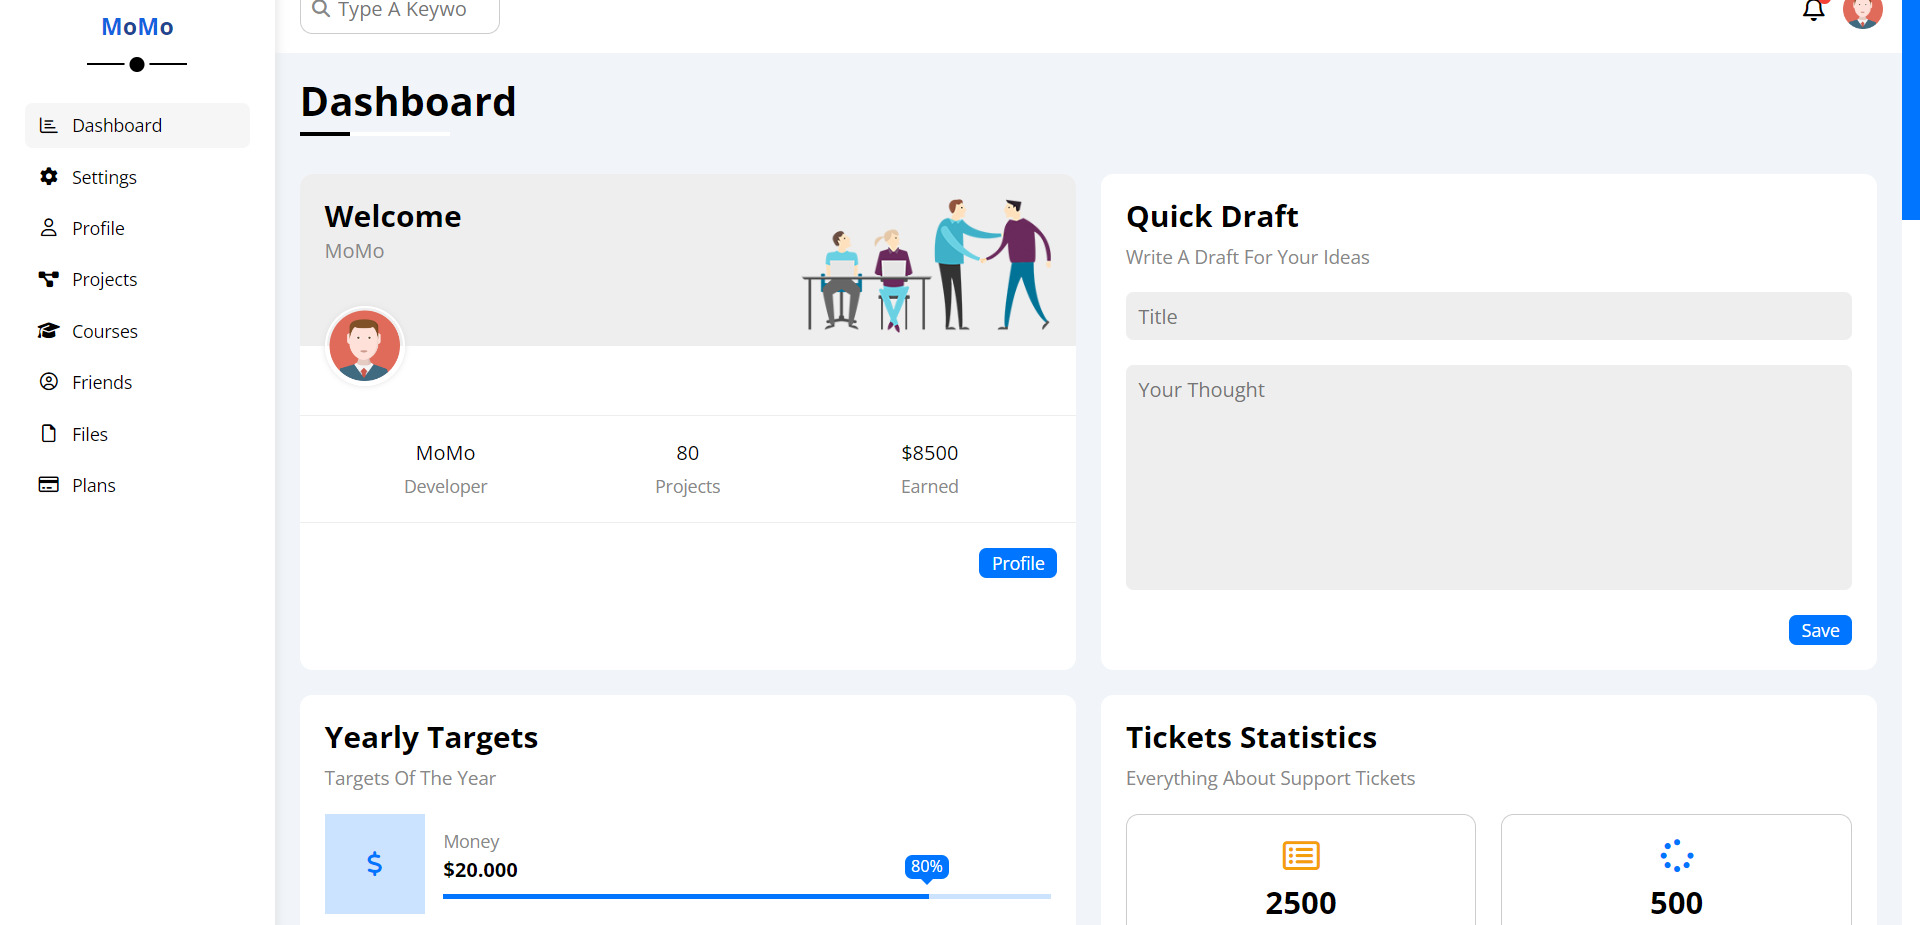 MoMo
Dashboard
Settings
Profile
Projects
Courses
Friends
Files
Plans
Type A Keywo
Dashboard
Welcome
MoMo
MoMo
Developer
80
Projects
$8500
Earned
Profile
Quick Draft
Write A Draft For Your Ideas
Title
Your Thought
Save
Yearly Targets
Targets Of The Year
$
Money
$20.000
80%
Tickets Statistics
Everything About Support Tickets
2500
500